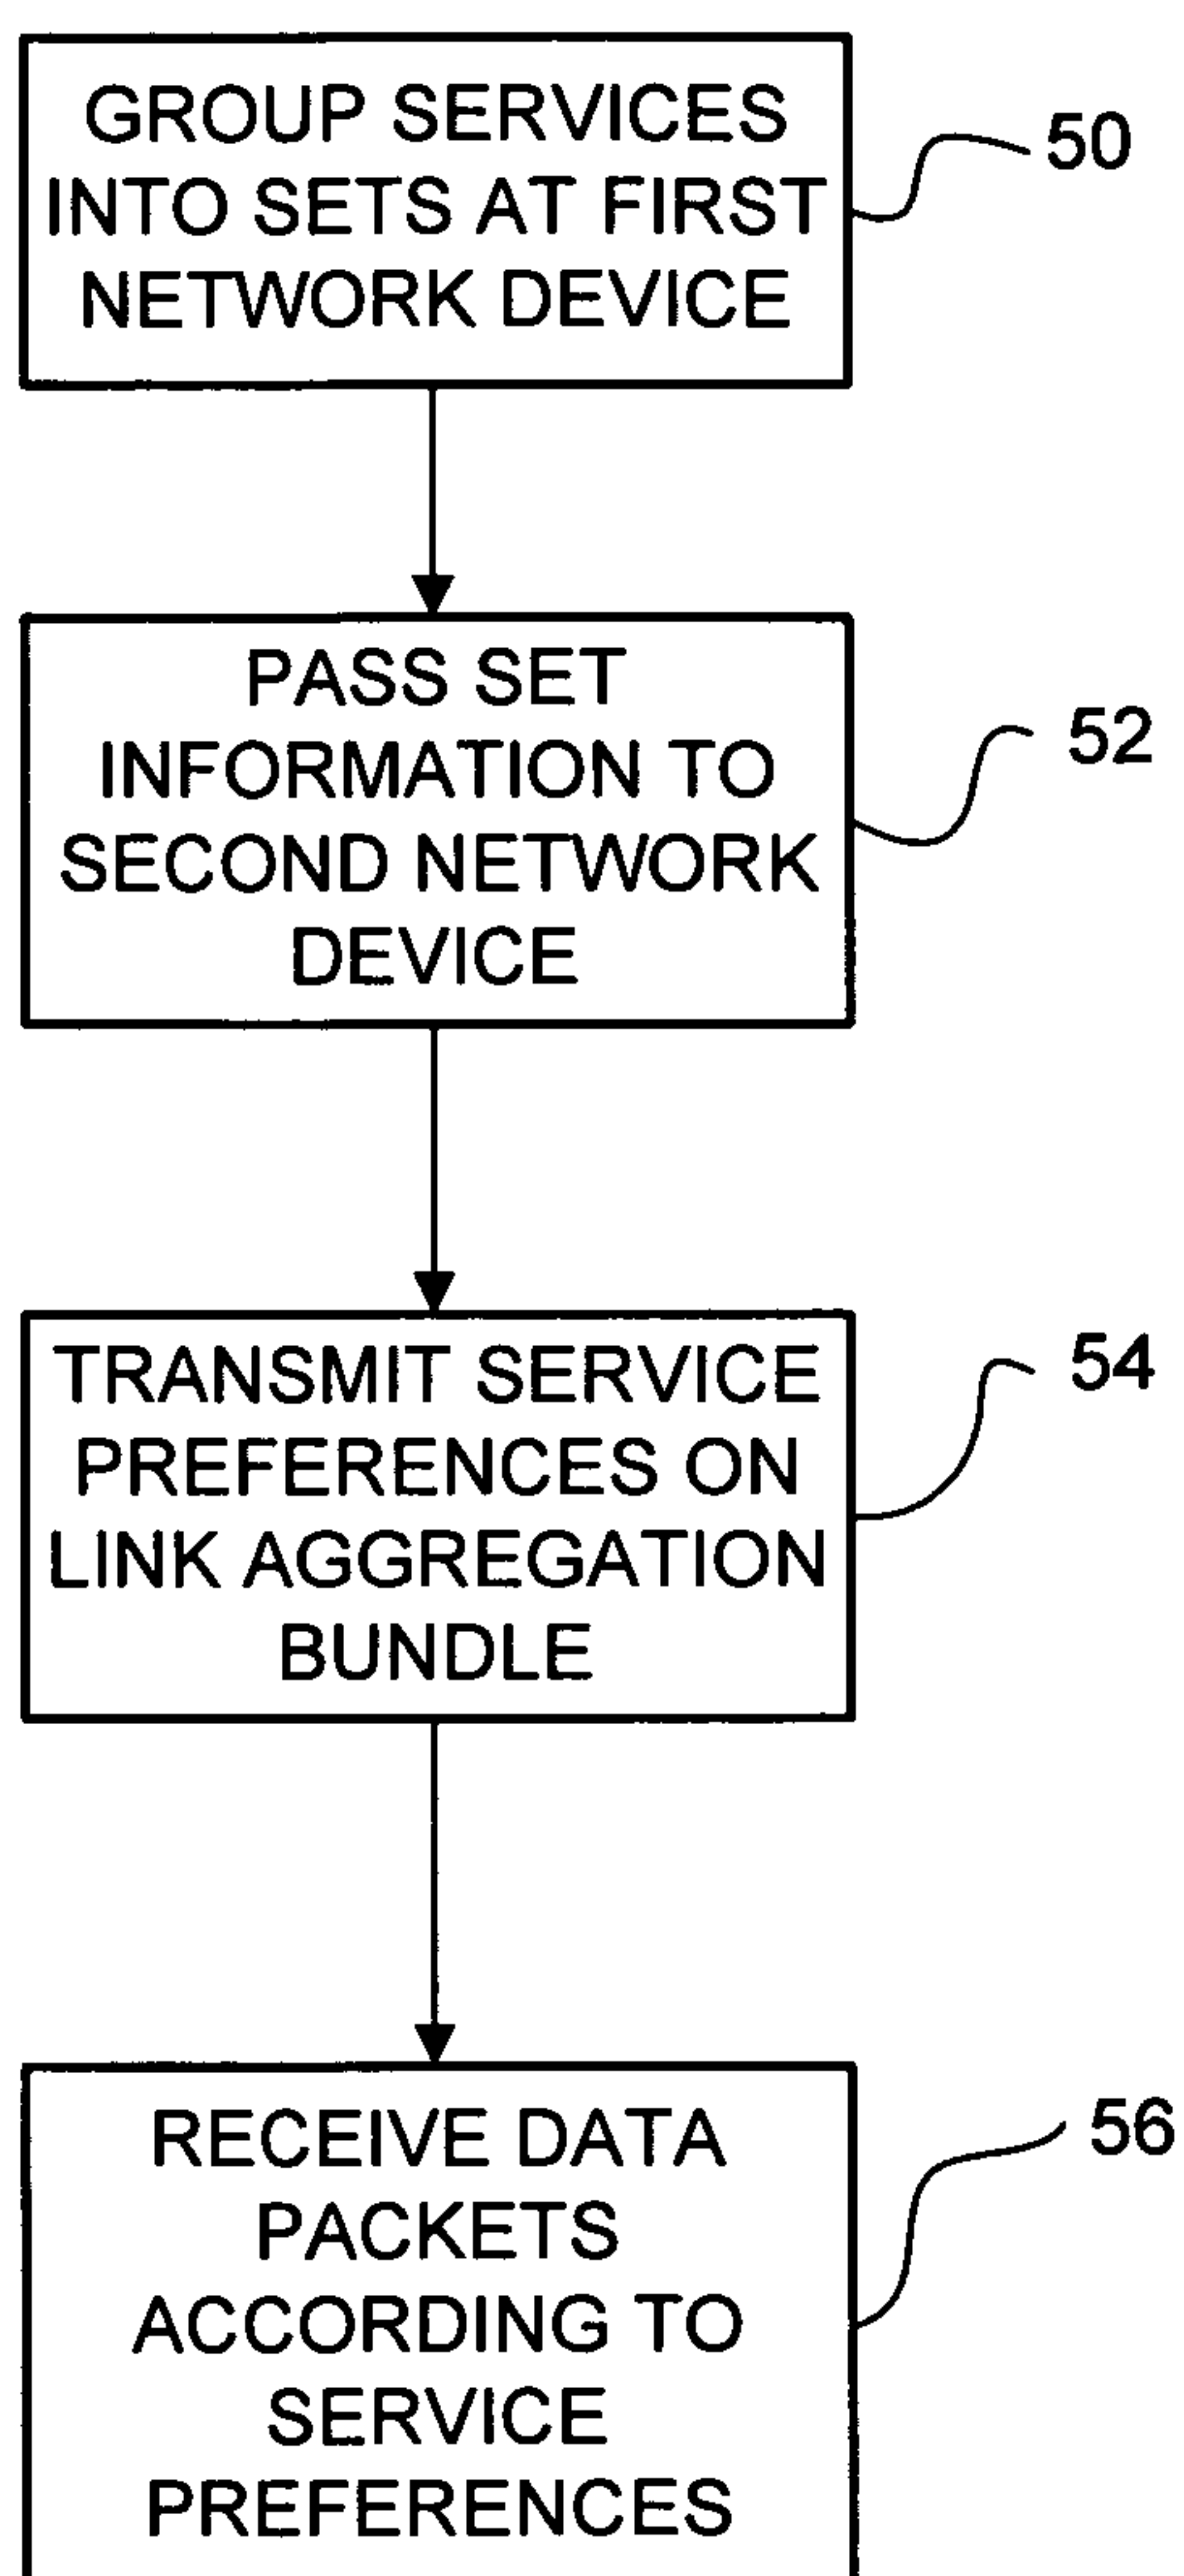 GROUP SERVICES
INTO SETS AT FIRST
NETWORK DEVICE
50
PASS SET
INFORMATION TO
SECOND NETWORK
DEVICE
52
TRANSMIT SERVICE
PREFERENCES ON
LINK AGGREGATION
BUNDLE
54
RECEIVE DATA
PACKETS
ACCORDING TO
SERVICE
PREFERENCES
56